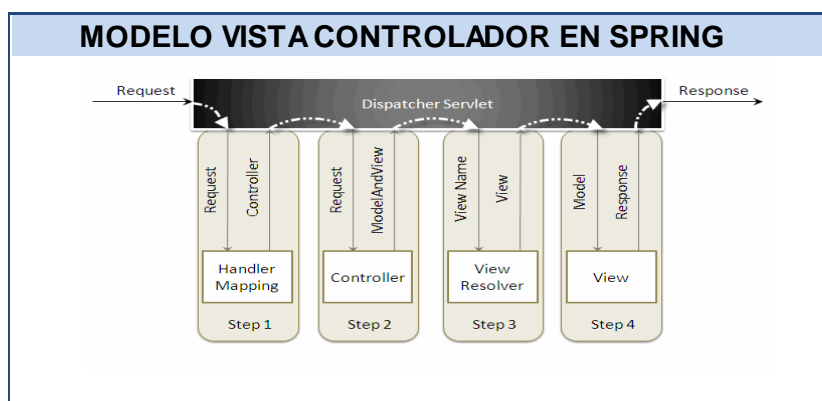 MODELO VISTA CONTROLADOR EN SPRING
Request
Dispatcher Servlet
Response
Request
Controller
Request
ModelAndView
View Name
View
Model
Response
Handler
Mapping
Controller
View
Resolver
View
Step 1
Step 2
Step 3
Step 4